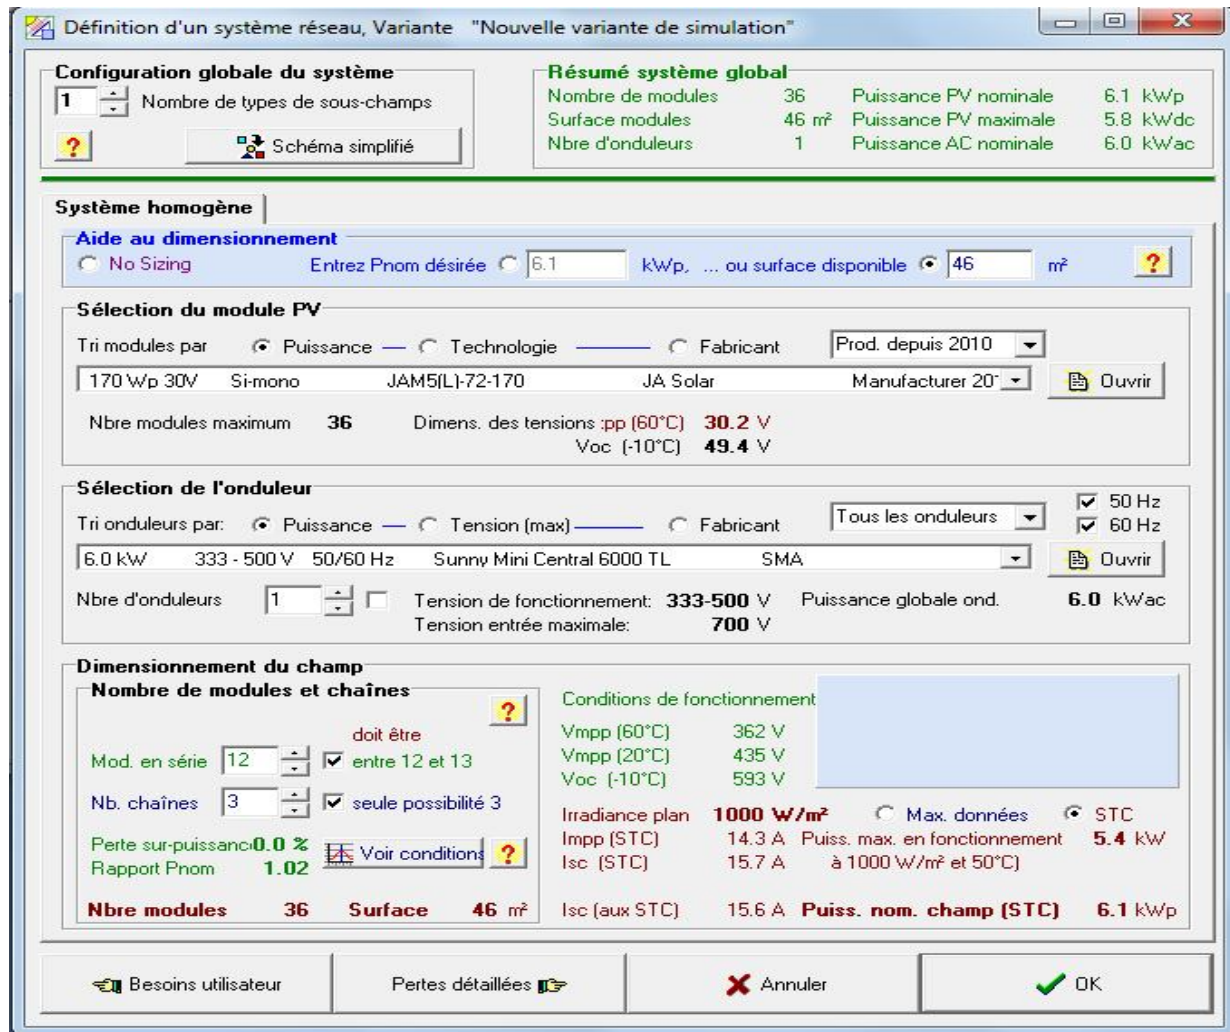 Définition d'un système réseau, Variante "Nouvelle variante de simulation"
Configuration globale du système
1 Nombre de types de sous-champs
? Schéma simplifié
Résumé système global
Nombre de modules 36 Puissance PV nominale 6.1 kWp
Surface modules 46 m² Puissance PV maximale 5.8 kWdc
Nbre d'onduleurs 1 Puissance AC nominale 6.0 kWac
Système homogène
Aide au dimensionnement
No Sizing Entrez Pnom désirée 6.1 kWp, ... ou surface disponible 46 m² ?
Sélection du module PV
Tri modules par Puissance Technologie Fabricant Prod. depuis 2010
170 Wp 30V Si-mono JAM5(L)-72-170 JA Solar Manufacturer 20 Ouvrir
Nbre modules maximum 36 Dimens. des tensions :pp (60°C) 30.2 V
Voc (-10°C) 49.4 V
Sélection de l'onduleur
50 Hz
Tri onduleurs par: Puissance Tension (max) Fabricant Tous les onduleurs 60 Hz
6.0 kW 333 - 500 V 50/60 Hz Sunny Mini Central 6000 TL SMA Ouvrir
Nbre d'onduleurs 1 Tension de fonctionnement: 333-500 V Puissance globale ond. 6.0 kWac
Tension entrée maximale: 700 V
Dimensionnement du champ
Nombre de modules et chaînes
?
doit être
Mod. en série 12 entre 12 et 13
Nb. chaînes 3 seule possibilité 3
Perte sur-puissanc 0.0 %
Rapport Pnom 1.02
Voir conditions ?
Nbre modules 36 Surface 46 m²
Conditions de fonctionnement
Vmpp (60°C) 362 V
Vmpp (20°C) 435 V
Voc (-10°C) 593 V
Irradiance plan 1000 W/m² Max. données STC
Impp (STC) 14.3 A Puiss. max. en fonctionnement 5.4 kW
Isc (STC) 15.7 A à 1000 W/m² et 50°C)
Isc (aux STC) 15.6 A Puiss. nom. champ (STC) 6.1 kWp
Besoins utilisateur Pertes détaillées Annuler OK